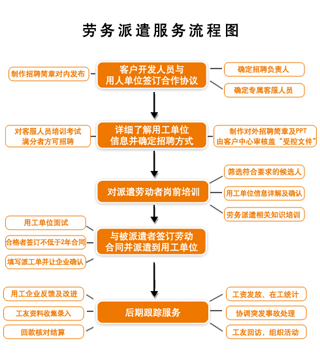 劳务派遣服务流程图
客户开发人员与
用人单位签订合作协议
制作招聘简章对内发布
确定招聘负责人
确定专属客服人员
详细了解用工单位
信息并确定招聘方式
对客服人员培训考试
满分者方可招聘
制作对外招聘简章及PPT
由客户中心审核盖“受控文件”
对派遣劳动者岗前培训
筛选符合要求的候选人
用工单位信息详解及确认
劳务派遣相关知识培训
与被派遣者签订劳动
合同并派遣到用工单位
用工单位面试
合格者签订不低于2年合同
填写派工单并让企业确认
后期跟踪服务
用工企业反馈及改进
工友资料收集录入
回款核对结算
工资发放、在工统计
协调突发事故处理
工友回访、组织活动